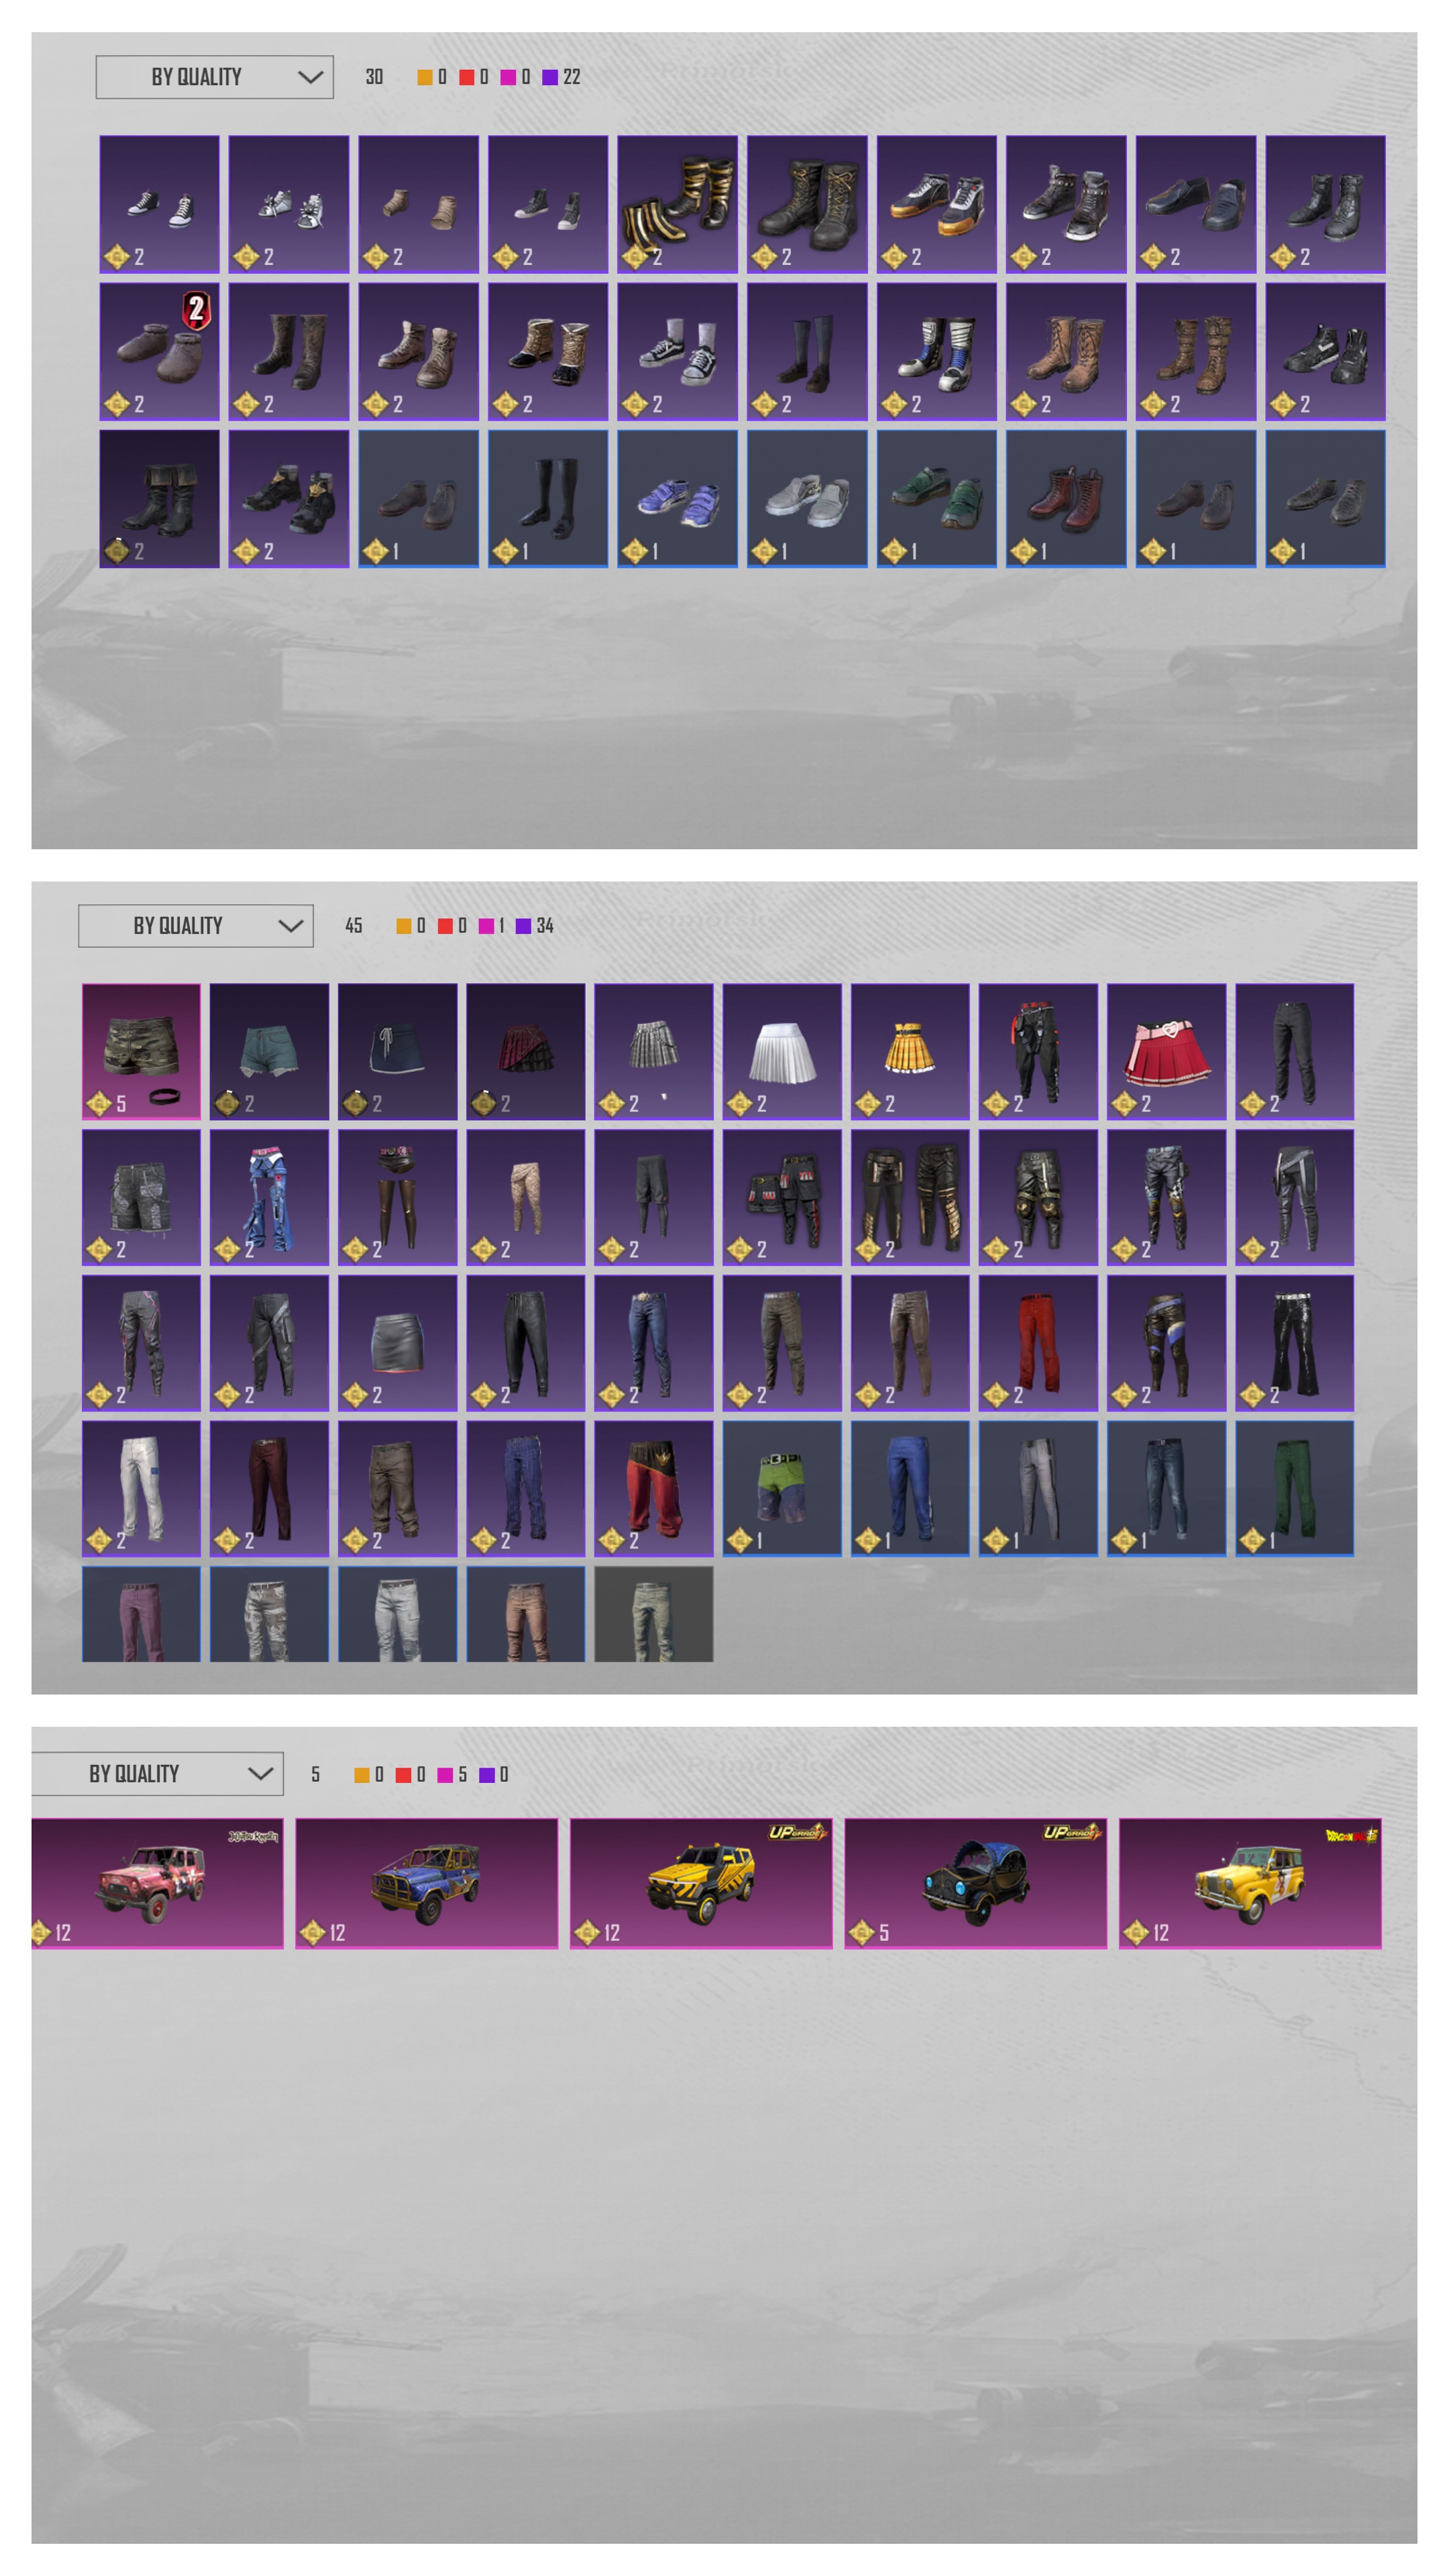 BY QUALITY 30 0 0 0 22
2 2 2 2 2 2 2 2 2 2
2
2 2 2 2 2 2 2 2 2 2
2 2 1 1 1 1 1 1 1 1
BY QUALITY 45 0 0 1 34
5 2 2 2 2 2 2 2 2 2
2 2 2 2 2 2 2 2 2 2
2 2 2 2 2 2 2 2 2 2
2 2 2 2 2 1 1 1 1 1
BY QUALITY 5 0 0 5 0
UPGRADE UPGRADE DRAGON
12 12 12 5 12